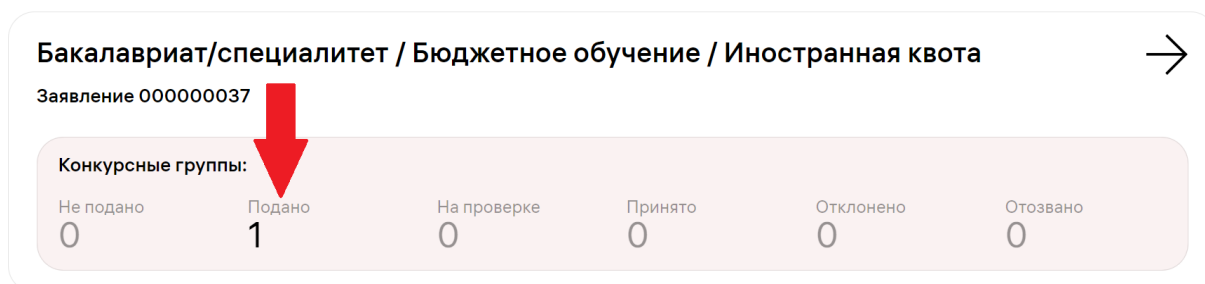 Бакалавриат/специалитет / Бюджетное обучение / Иностранная квота
Заявление 000000037
Конкурсные группы:
Не подано Подано На проверке Принято Отклонено Отозвано
0 1 0 0 0 0